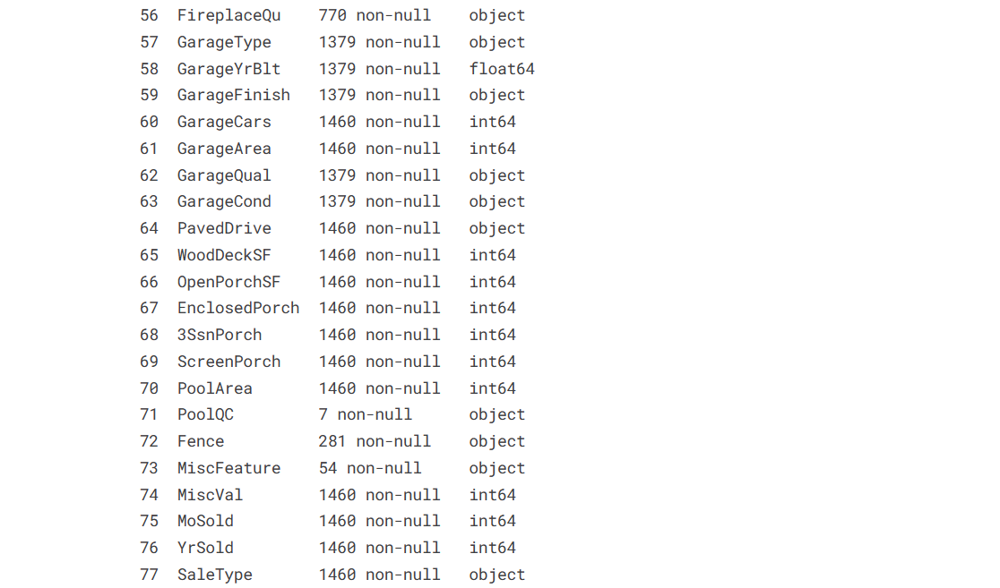 56  FireplaceQu    770 non-null    object
57  GarageType     1379 non-null   object
58  GarageYrBlt    1379 non-null   float64
59  GarageFinish   1379 non-null   object
60  GarageCars     1460 non-null   int64
61  GarageArea     1460 non-null   int64
62  GarageQual     1379 non-null   object
63  GarageCond     1379 non-null   object
64  PavedDrive     1460 non-null   object
65  WoodDeckSF     1460 non-null   int64
66  OpenPorchSF    1460 non-null   int64
67  EnclosedPorch  1460 non-null   int64
68  3SsnPorch      1460 non-null   int64
69  ScreenPorch    1460 non-null   int64
70  PoolArea       1460 non-null   int64
71  PoolQC         7 non-null      object
72  Fence          281 non-null    object
73  MiscFeature    54 non-null     object
74  MiscVal        1460 non-null   int64
75  MoSold         1460 non-null   int64
76  YrSold         1460 non-null   int64
77  SaleType       1460 non-null   object